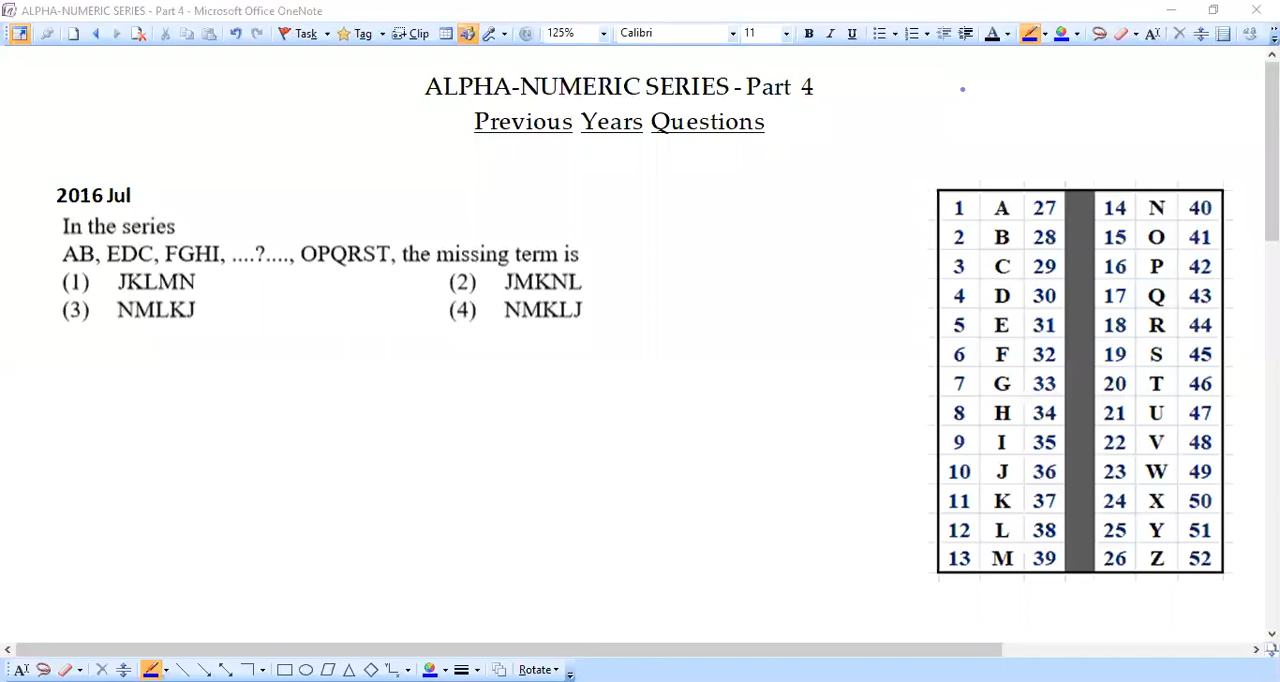 ALPHA-NUMERIC SERIES - Part 4 - Microsoft Office OneNote
Task Tag Clip 125% Calibri 11 B I U A
ALPHA-NUMERIC SERIES - Part 4
Previous Years Questions
2016 Jul
In the series
AB, EDC, FGHI, ....?...., OPQRST, the missing term is
(1) JKLMN (2) JMKNL
(3) NMLKJ (4) NMKLJ
1 A 27 14 N 40
2 B 28 15 O 41
3 C 29 16 P 42
4 D 30 17 Q 43
5 E 31 18 R 44
6 F 32 19 S 45
7 G 33 20 T 46
8 H 34 21 U 47
9 I 35 22 V 48
10 J 36 23 W 49
11 K 37 24 X 50
12 L 38 25 Y 51
13 M 39 26 Z 52
Rotate